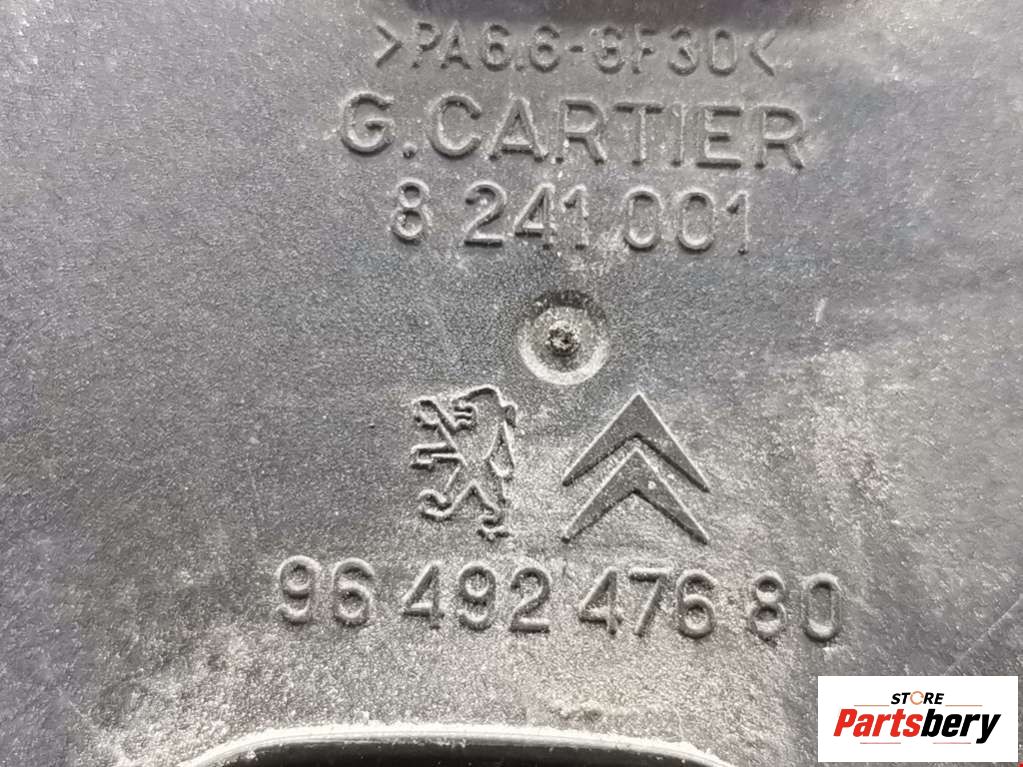 >PA6.6-GF30<
G.CARTIER
8 241 001
96 492 476 80
STORE
Partsbery